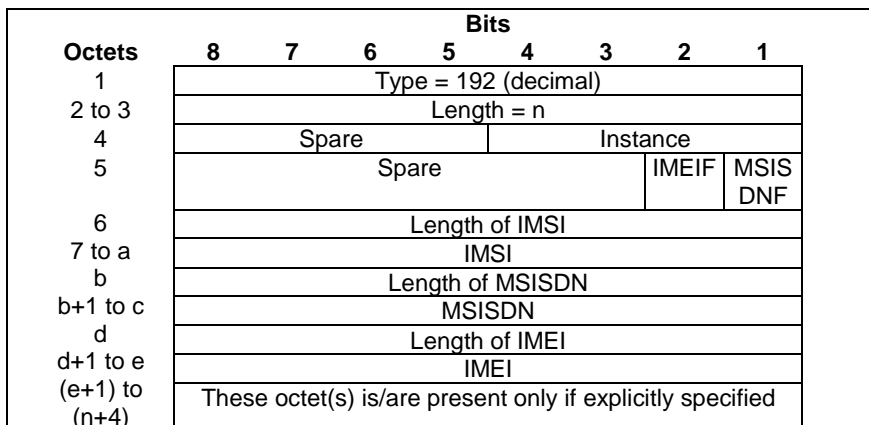 Bits
Octets 8 7 6 5 4 3 2 1
1 Type = 192 (decimal)
2 to 3 Length = n
4 Spare Instance
5 Spare IMEIF MSIS
DNF
6 Length of IMSI
7 to a IMSI
b Length of MSISDN
b+1 to c MSISDN
d Length of IMEI
d+1 to e IMEI
(e+1) to These octet(s) is/are present only if explicitly specified
(n+4)